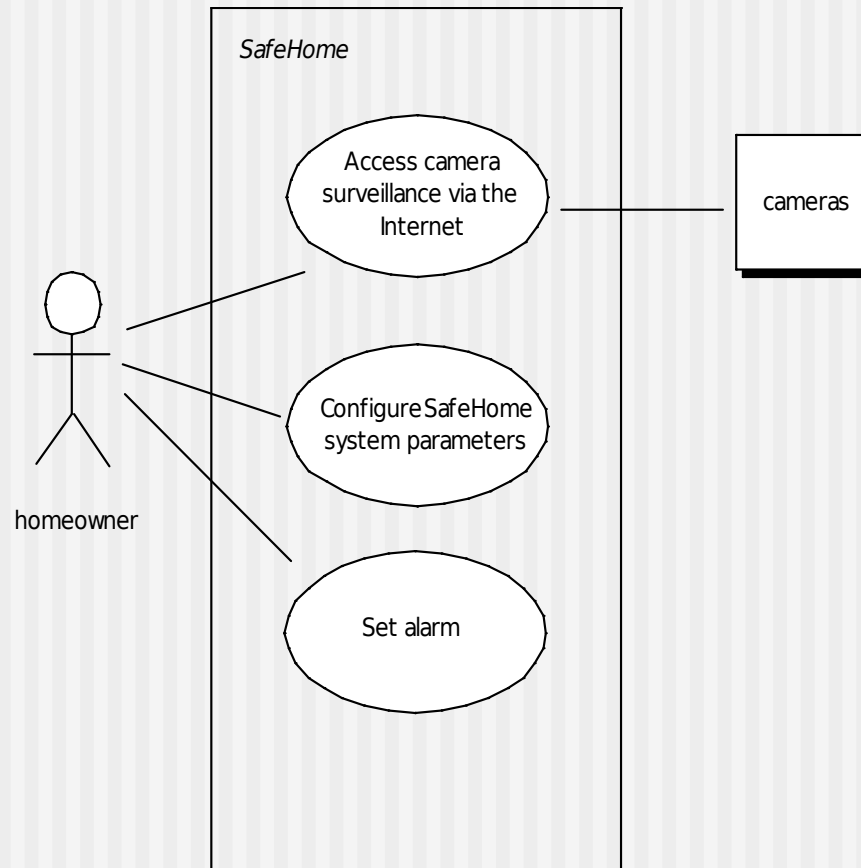 SafeHome
Access camera
surveillance via the
Internet
cameras
Configure SafeHome
system parameters
homeowner
Set alarm